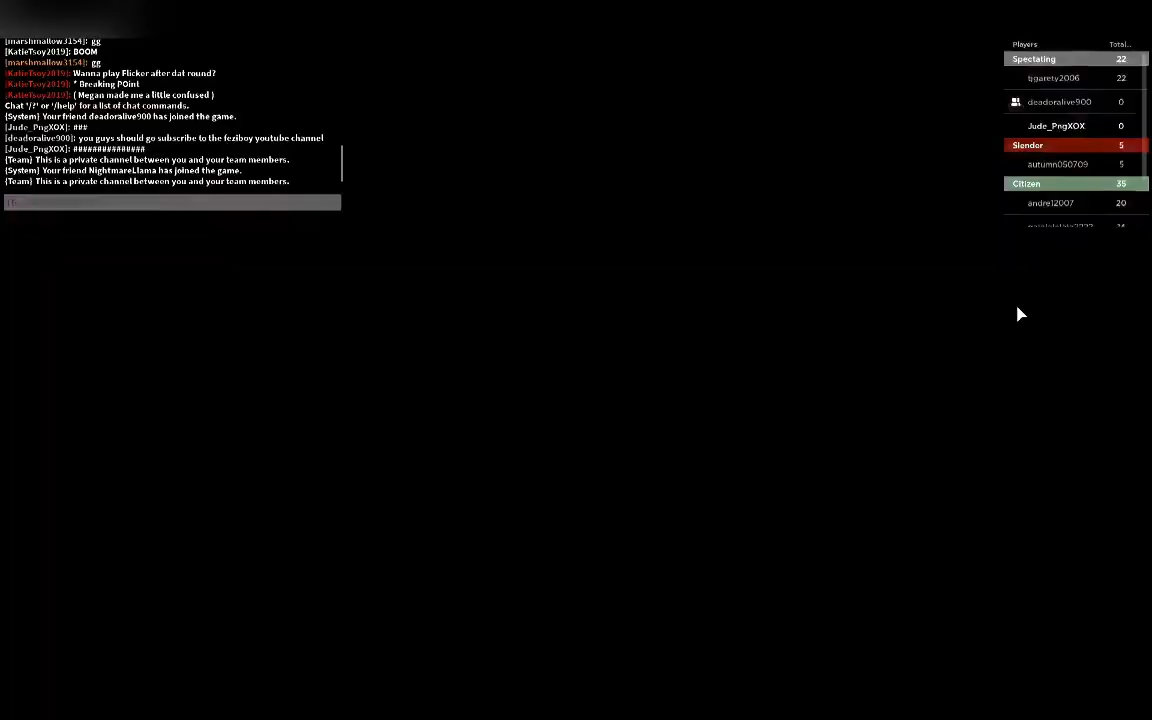 [marshmallow3154]: gg
[KatieTsoy2019]: BOOM
[marshmallow3154]: gg
[KatieTsoy2019]: Wanna play Flicker after dat round?
[KatieTsoy2019]: * Breaking POint
[KatieTsoy2019]: ( Megan made me a little confused )
Chat '/?' or '/help' for a list of chat commands.
{System} Your friend deadoralive900 has joined the game.
[Jude_PngXOX]: ###
[deadoralive900]: you guys should go subscribe to the feziboy youtube channel
[Jude_PngXOX]: ###############
{Team} This is a private channel between you and your team members.
{System} Your friend NightmareLlama has joined the game.
{Team} This is a private channel between you and your team members.
Players Total...
Spectating 22
tjgarety2006 22
deadoralive900 0
Jude_PngXOX 0
Slender 5
autumn050709 5
Citizen 35
andre12007 20